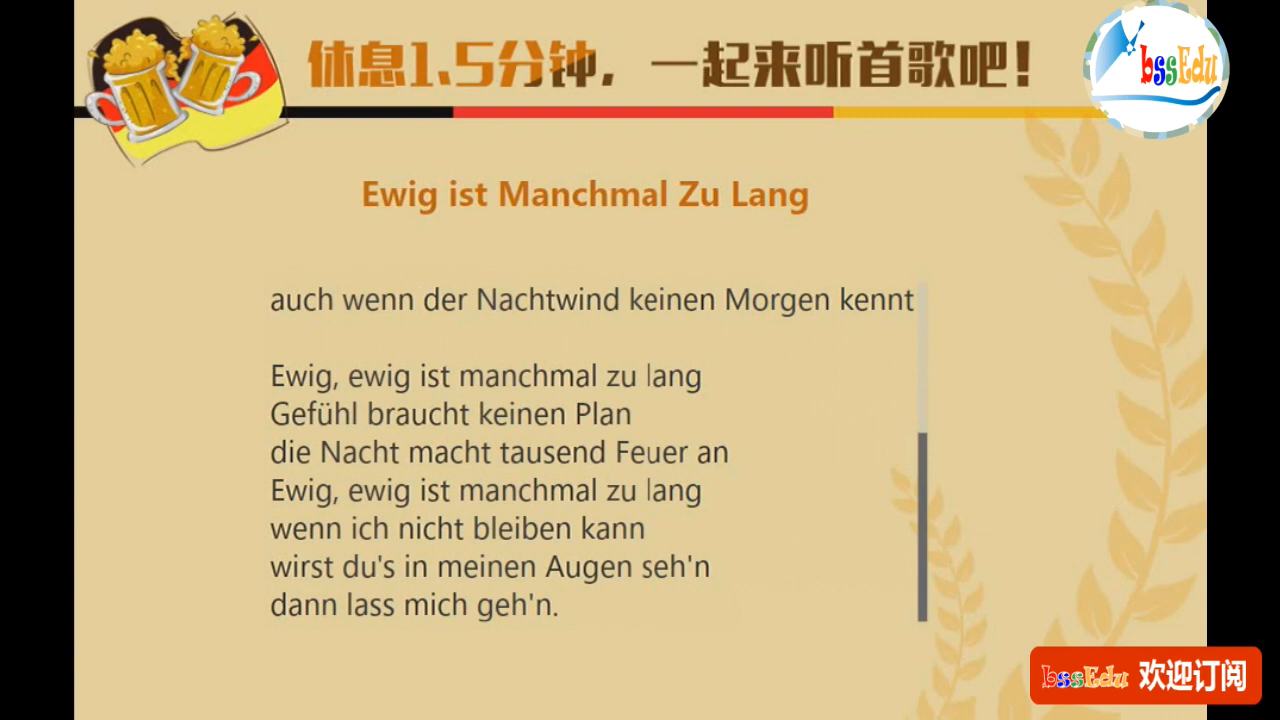 休息1.5分钟，一起来听首歌吧！
bssEdu
Ewig ist Manchmal Zu Lang
auch wenn der Nachtwind keinen Morgen kennt
Ewig, ewig ist manchmal zu lang
Gefühl braucht keinen Plan
die Nacht macht tausend Feuer an
Ewig, ewig ist manchmal zu lang
wenn ich nicht bleiben kann
wirst du's in meinen Augen seh'n
dann lass mich geh'n.
bssEdu 欢迎订阅